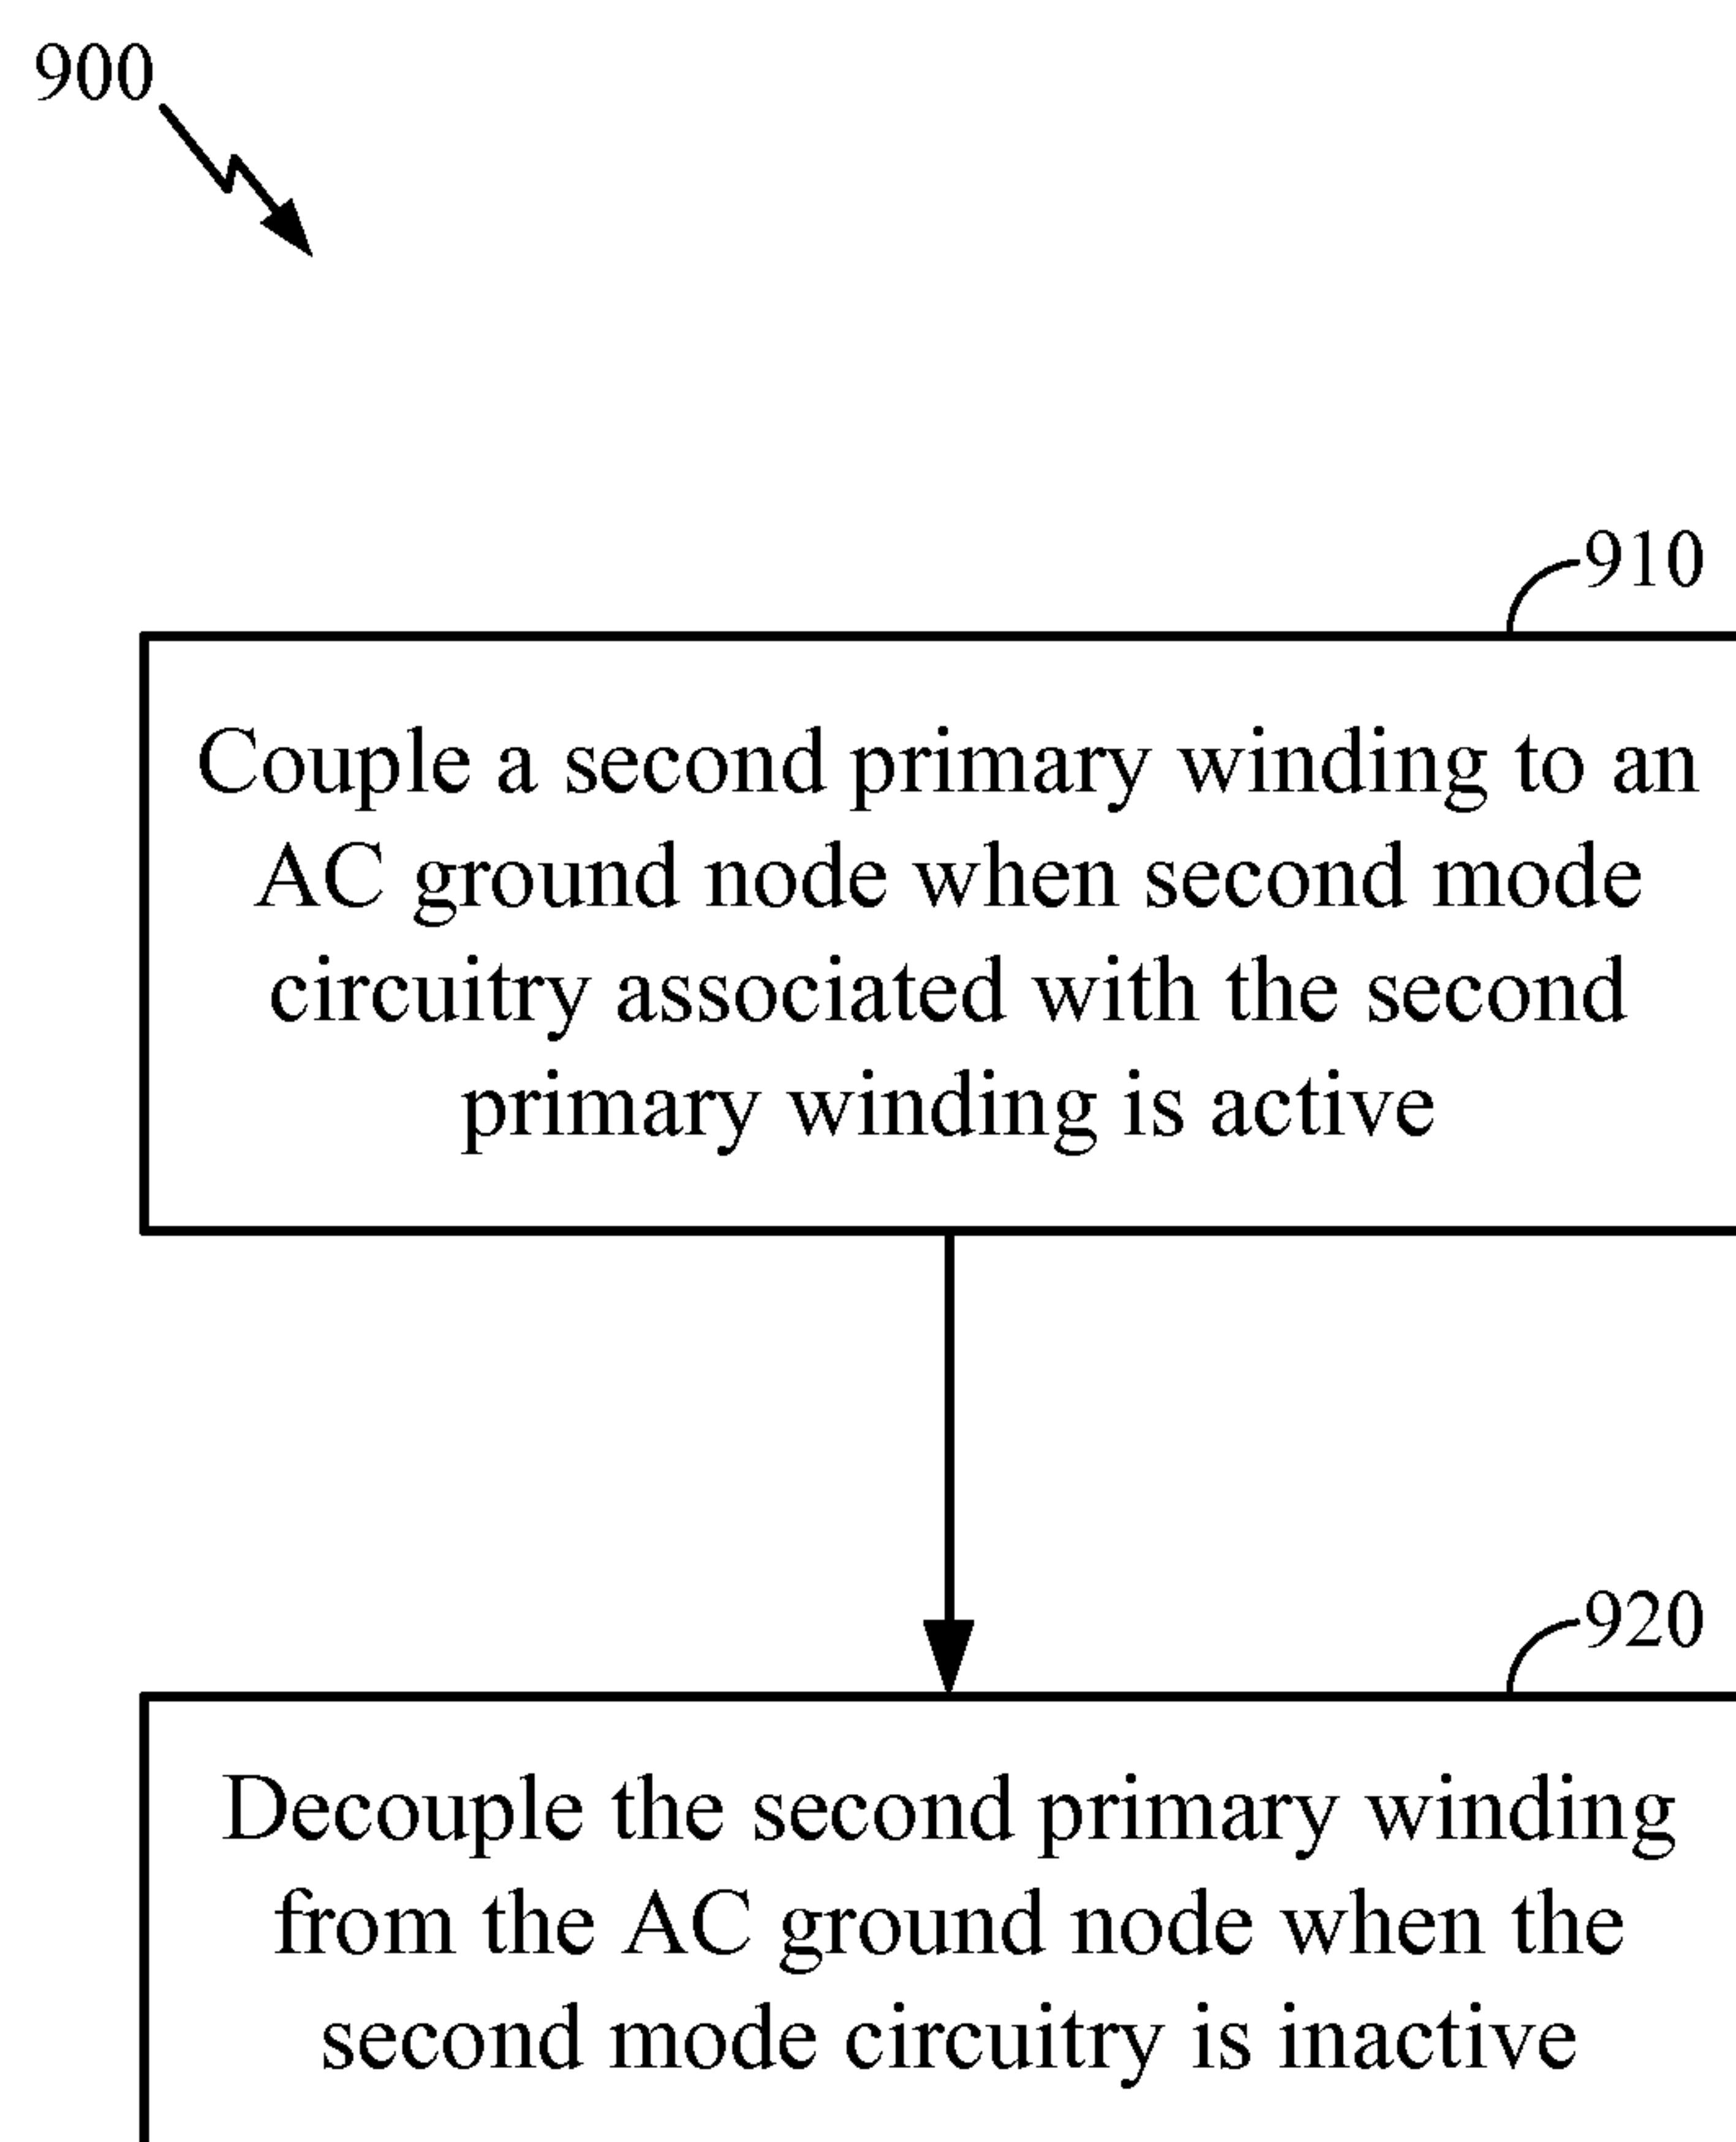 900
910
Couple a second primary winding to an
AC ground node when second mode
circuitry associated with the second
primary winding is active
920
Decouple the second primary winding
from the AC ground node when the
second mode circuitry is inactive